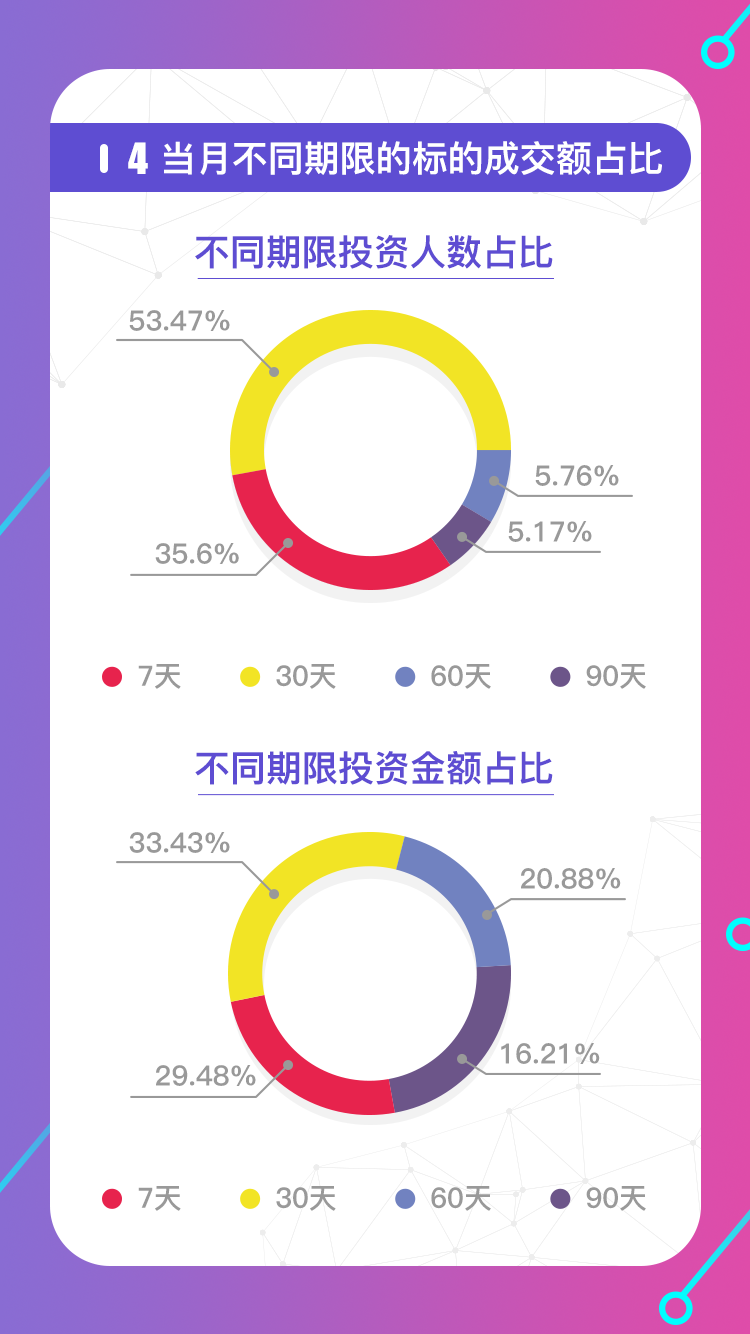 4 当月不同期限的标的成交额占比
不同期限投资人数占比
53.47%
5.76%
5.17%
35.6%
7天 30天 60天 90天
不同期限投资金额占比
33.43%
20.88%
16.21%
29.48%
7天 30天 60天 90天